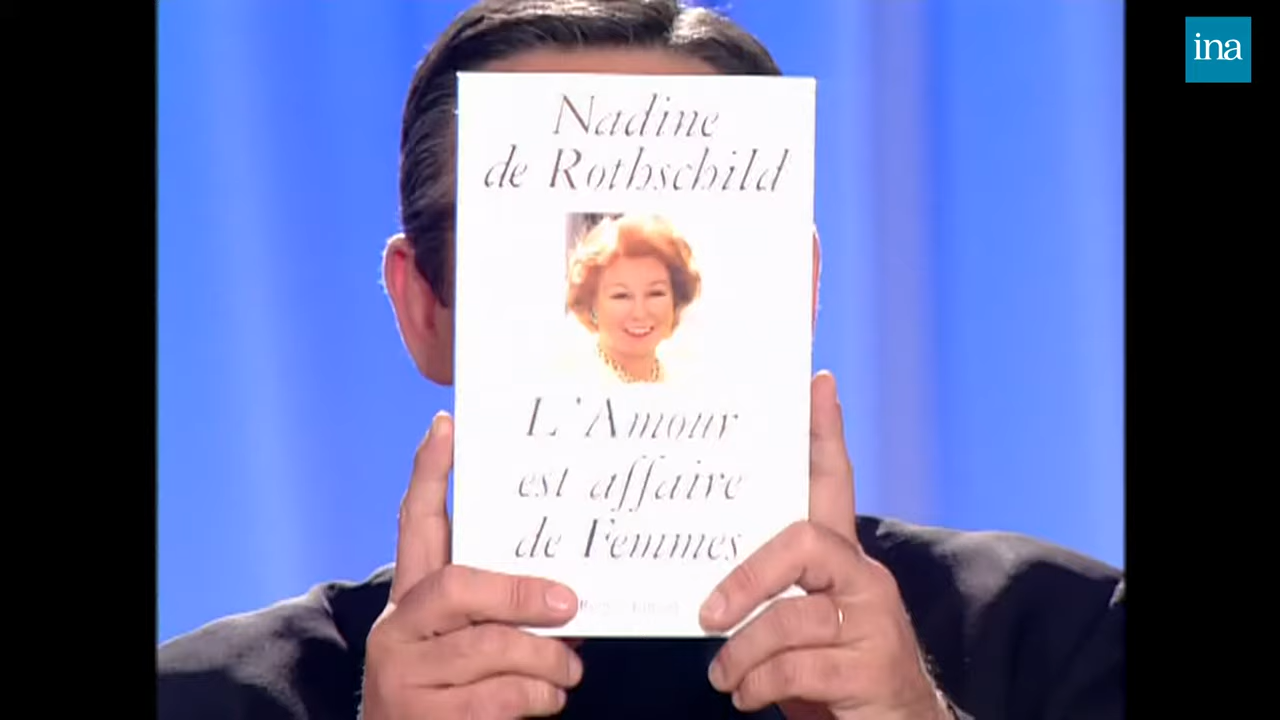 ina
Nadine
de Rothschild
L'Amour
est affaire
de Femmes